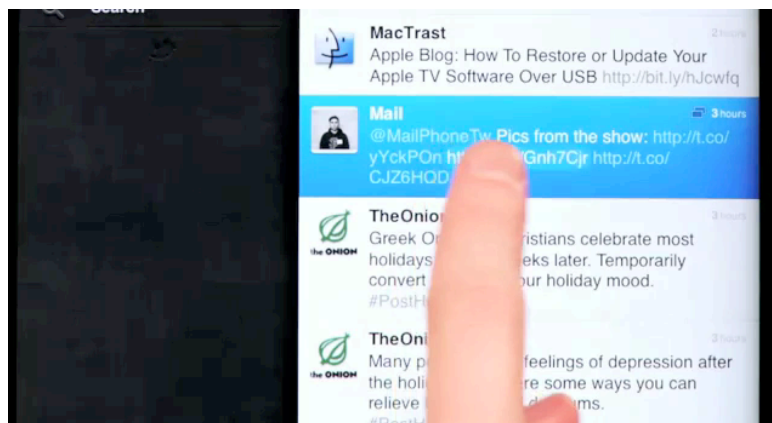 Search
MacTrast
2 hours
Apple Blog: How To Restore or Update Your
Apple TV Software Over USB http://bit.ly/hJcwfq
Mail
3 hours
@MailPhoneTw Pics from the show: http://t.co/
yYckPOn Gnh7Cjr http://t.co/
CJZ6HQD
TheOnion
3 hours
the ONION
Greek O ristians celebrate most
holidays eks later. Temporarily
convert our holiday mood.
#PostH
TheOni
3 hours
the ONION
Many p feelings of depression after
the holi re some ways you can
relieve ms.